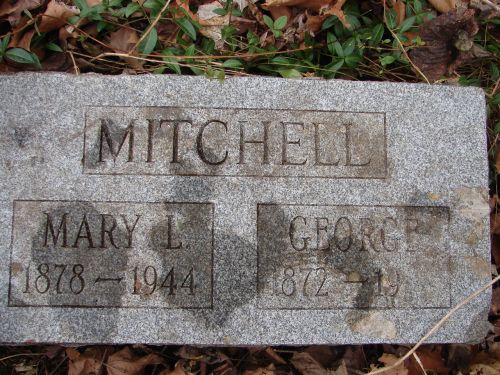 MITCHELL
MARY L.
1878 - 1944
GEORGE
1872 - 19